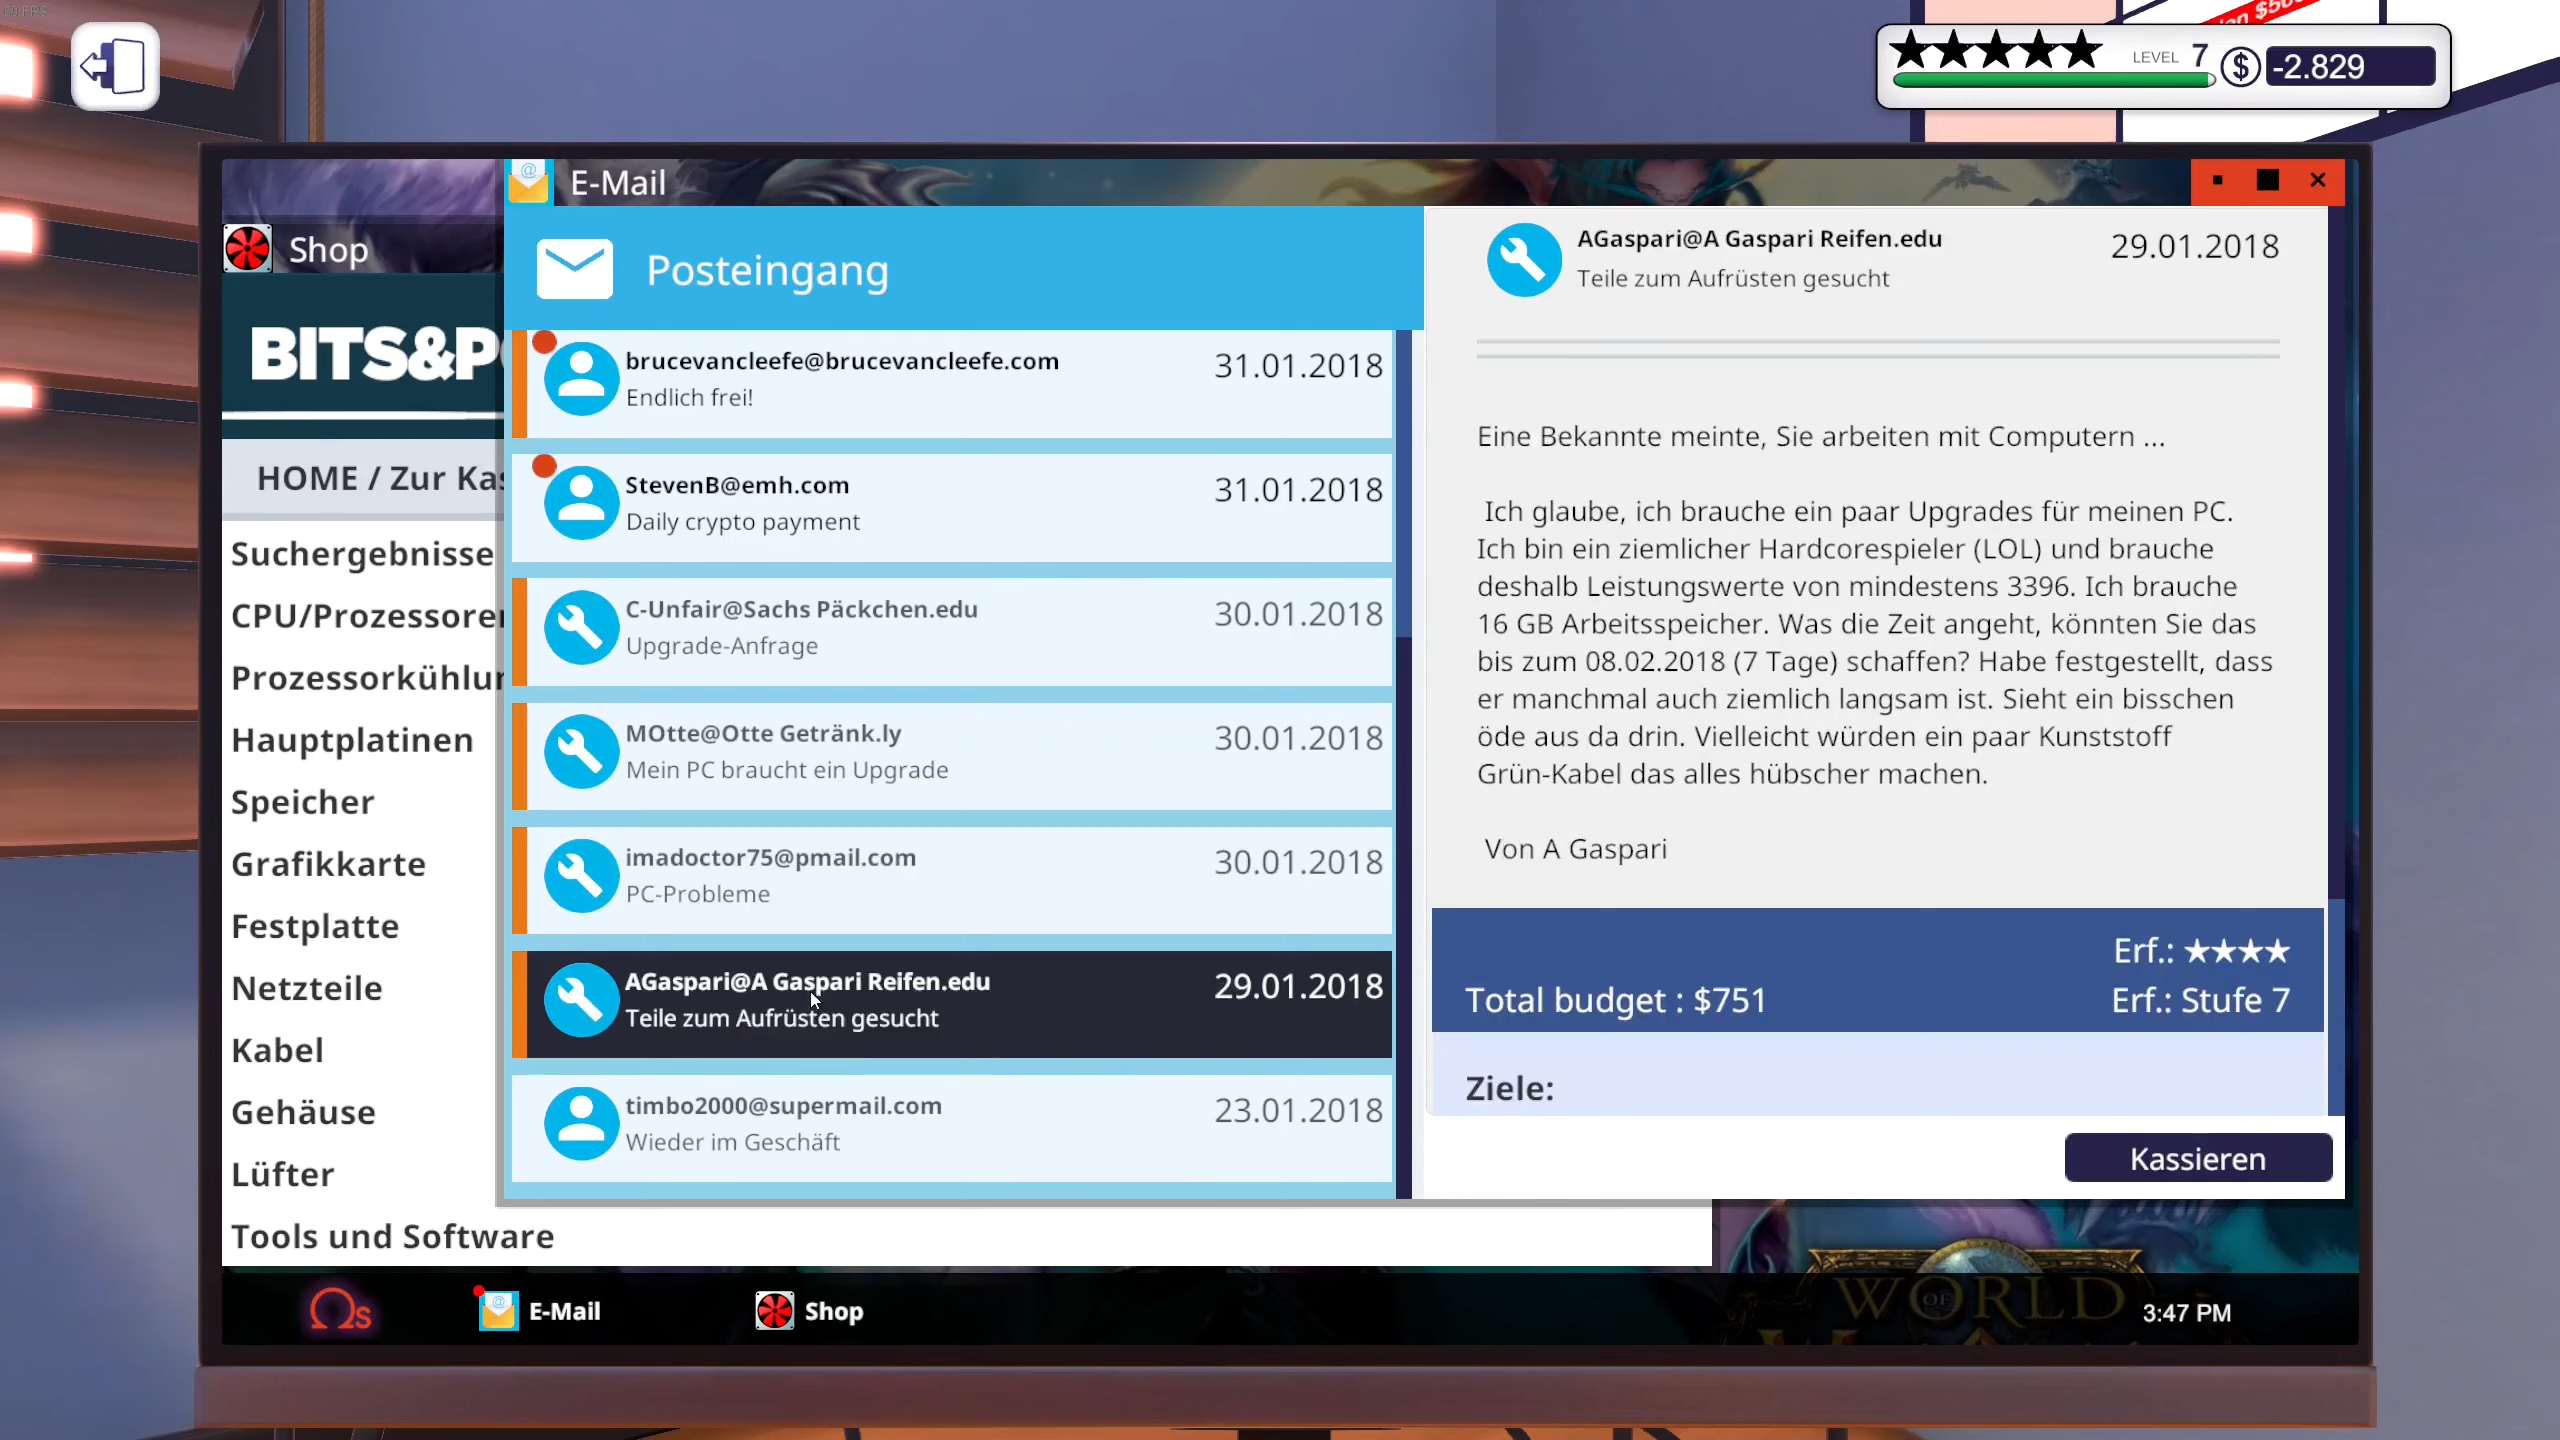 60 FPS
LEVEL 7
$ -2.829
E-Mail
Shop
Posteingang
BITS&P
HOME / Zur Kas
Suchergebnisse
CPU/Prozessore
Prozessorkühlu
Hauptplatinen
Speicher
Grafikkarte
Festplatte
Netzteile
Kabel
Gehäuse
Lüfter
Tools und Software
brucevancleefe@brucevancleefe.com 31.01.2018
Endlich frei!
StevenB@emh.com 31.01.2018
Daily crypto payment
C-Unfair@Sachs Päckchen.edu 30.01.2018
Upgrade-Anfrage
MOtte@Otte Getränk.ly 30.01.2018
Mein PC braucht ein Upgrade
imadoctor75@pmail.com 30.01.2018
PC-Probleme
AGaspari@A Gaspari Reifen.edu 29.01.2018
Teile zum Aufrüsten gesucht
timbo2000@supermail.com 23.01.2018
Wieder im Geschäft
AGaspari@A Gaspari Reifen.edu 29.01.2018
Teile zum Aufrüsten gesucht
Eine Bekannte meinte, Sie arbeiten mit Computern ...
Ich glaube, ich brauche ein paar Upgrades für meinen PC.
Ich bin ein ziemlicher Hardcorespieler (LOL) und brauche
deshalb Leistungswerte von mindestens 3396. Ich brauche
16 GB Arbeitsspeicher. Was die Zeit angeht, könnten Sie das
bis zum 08.02.2018 (7 Tage) schaffen? Habe festgestellt, dass
er manchmal auch ziemlich langsam ist. Sieht ein bisschen
öde aus da drin. Vielleicht würden ein paar Kunststoff
Grün-Kabel das alles hübscher machen.
Von A Gaspari
Erf.: ★★★★
Total budget : $751 Erf.: Stufe 7
Ziele:
Kassieren
WORLD
OF
Ωs
E-Mail
Shop
3:47 PM